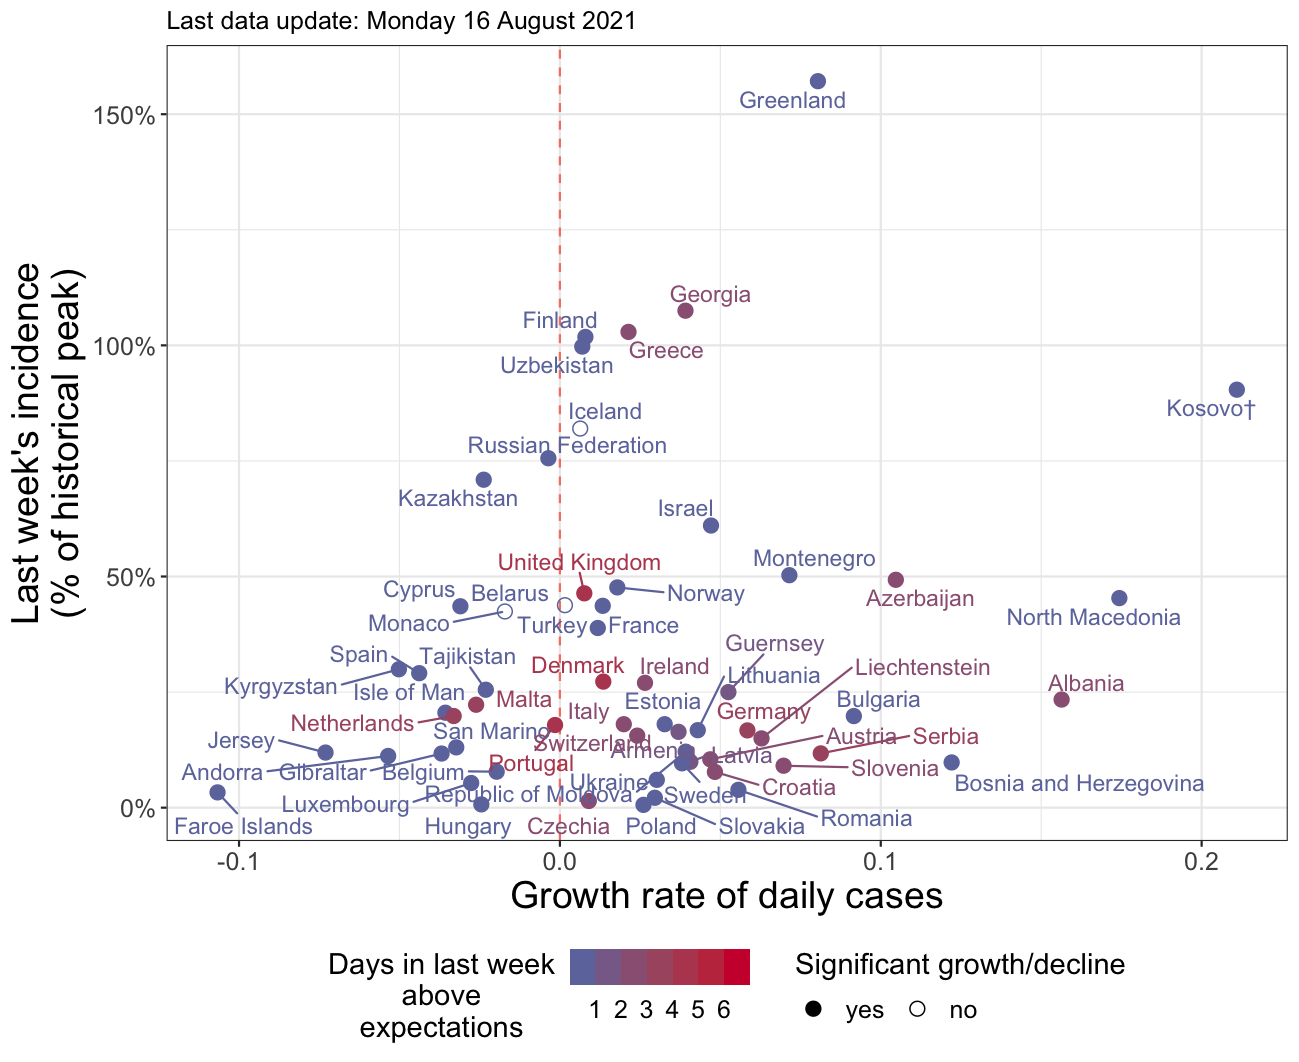 Last data update: Monday 16 August 2021
Last week's incidence
(% of historical peak)
150%
100%
50%
0%
Greenland
Georgia
Finland
Greece
Uzbekistan
Kosovo†
Iceland
Russian Federation
Kazakhstan
Israel
United Kingdom
Montenegro
Cyprus
Belarus
Norway
Azerbaijan
Monaco
Turkey
France
North Macedonia
Guernsey
Spain
Tajikistan
Denmark
Ireland
Liechtenstein
Lithuania
Kyrgyzstan
Isle of Man
Malta
Estonia
Albania
Bulgaria
Netherlands
Italy
Germany
San Marino
Jersey
Switzerland
Armenia
Latvia
Austria
Serbia
Andorra
Gibraltar
Belgium
Portugal
Slovenia
Ukraine
Bosnia and Herzegovina
Luxembourg
Republic of Moldova
Sweden
Croatia
Faroe Islands
Hungary
Czechia
Poland
Slovakia
Romania
-0.1
0.0
0.1
0.2
Growth rate of daily cases
Days in last week
above
expectations
1 2 3 4 5 6
Significant growth/decline
yes
no